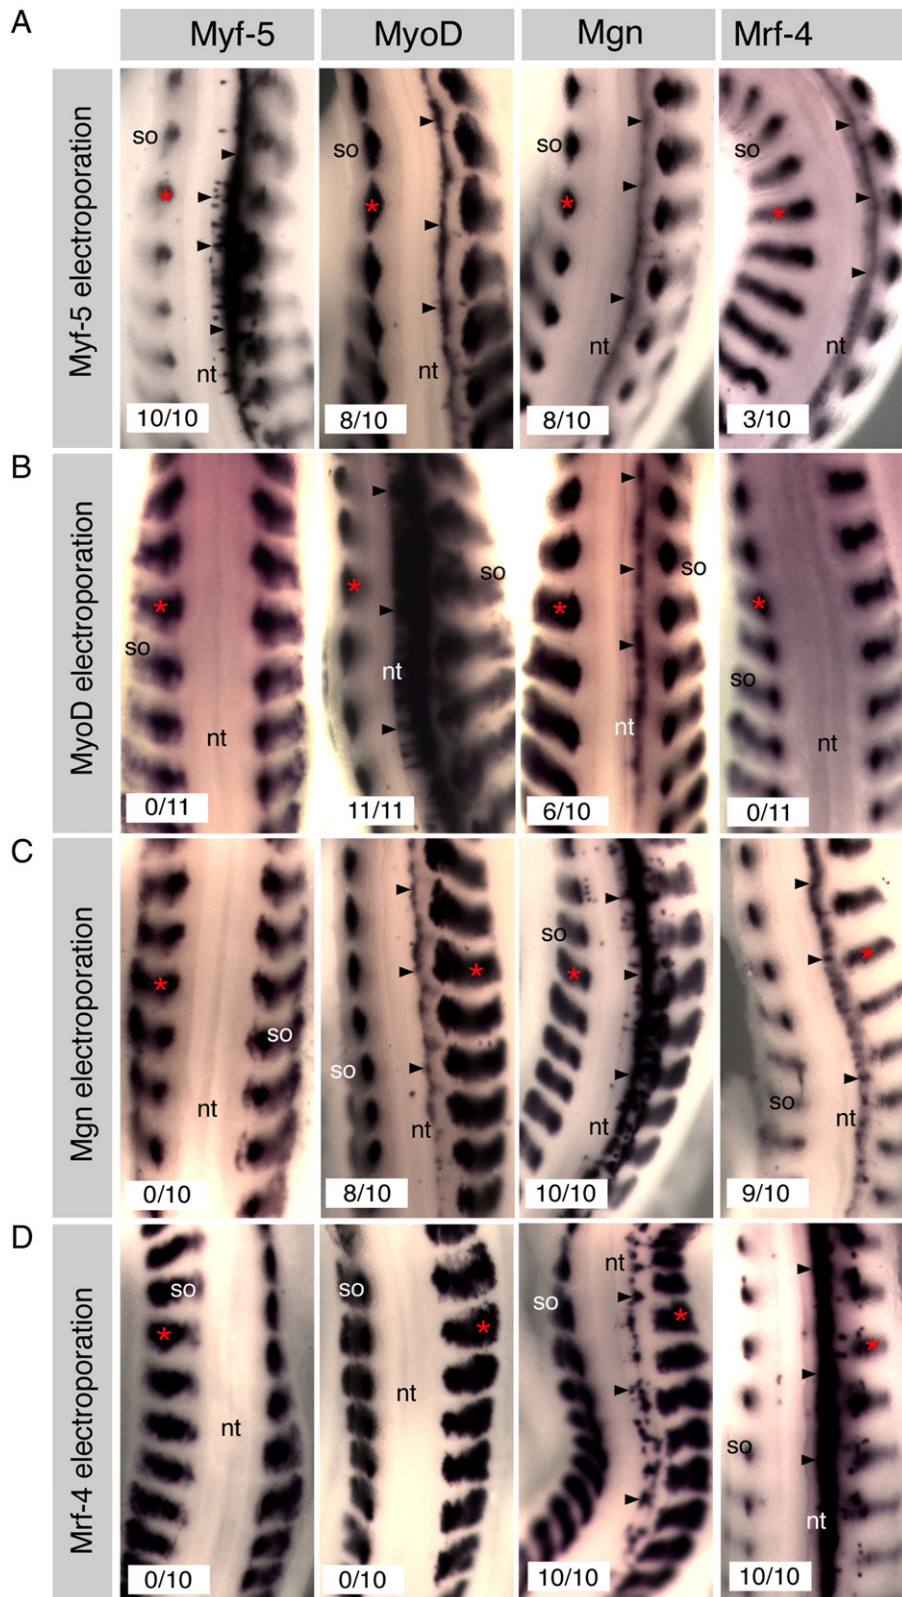 A
Myf-5 MyoD Mgn Mrf-4
Myf-5 electroporation
so so so so
nt nt nt nt
10/10 8/10 8/10 3/10
B
MyoD electroporation
so so so so
nt nt nt nt
0/11 11/11 6/10 0/11
C
Mgn electroporation
so so so so
nt nt nt nt
0/10 8/10 10/10 9/10
D
Mrf-4 electroporation
so so so so
nt nt nt nt
0/10 0/10 10/10 10/10